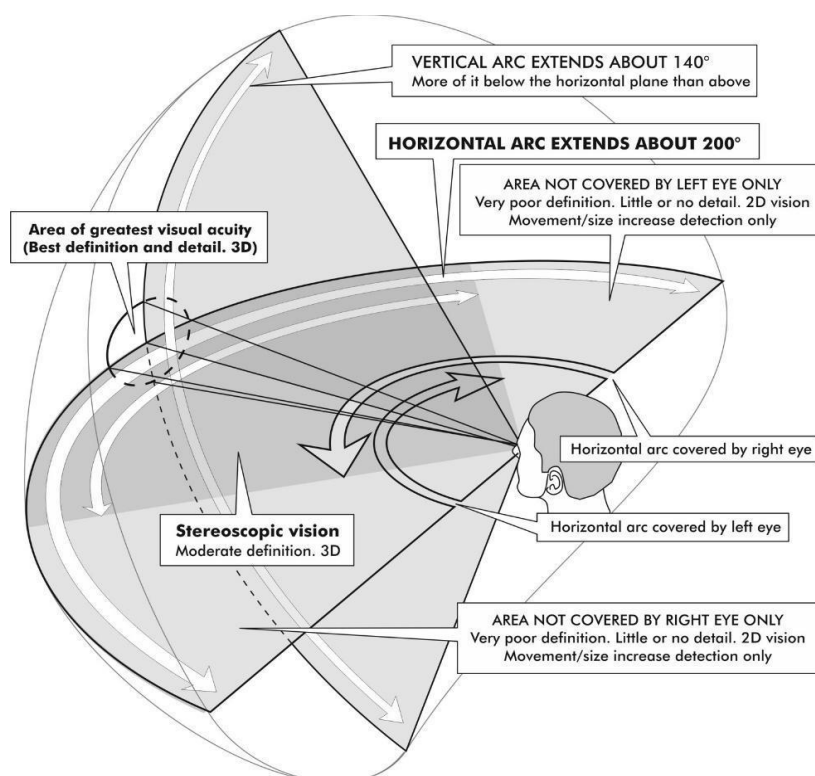 VERTICAL ARC EXTENDS ABOUT 140°
More of it below the horizontal plane than above
HORIZONTAL ARC EXTENDS ABOUT 200°
AREA NOT COVERED BY LEFT EYE ONLY
Very poor definition. Little or no detail. 2D vision
Movement/size increase detection only
Area of greatest visual acuity
(Best definition and detail. 3D)
Horizontal arc covered by right eye
Stereoscopic vision
Moderate definition. 3D
Horizontal arc covered by left eye
AREA NOT COVERED BY RIGHT EYE ONLY
Very poor definition. Little or no detail. 2D vision
Movement/size increase detection only